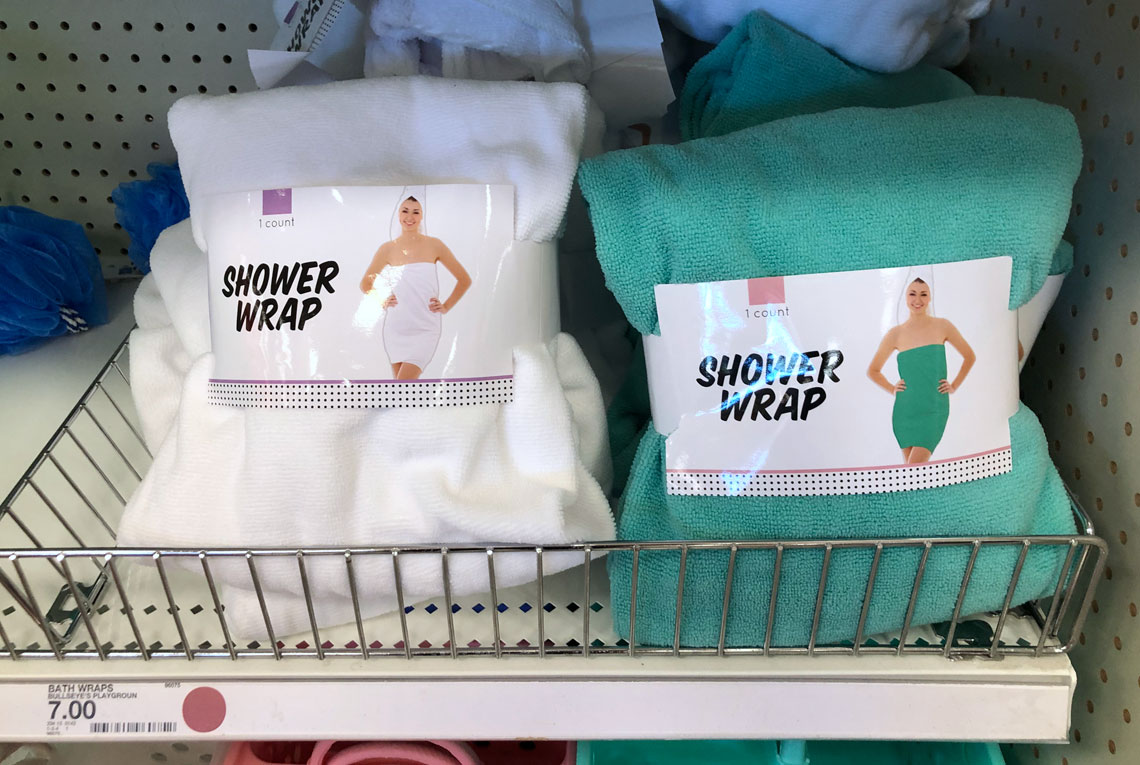 1 count
SHOWER
WRAP
1 count
SHOWER
WRAP
BATH WRAPS
BULLSEYE'S PLAYGROUN
7.00